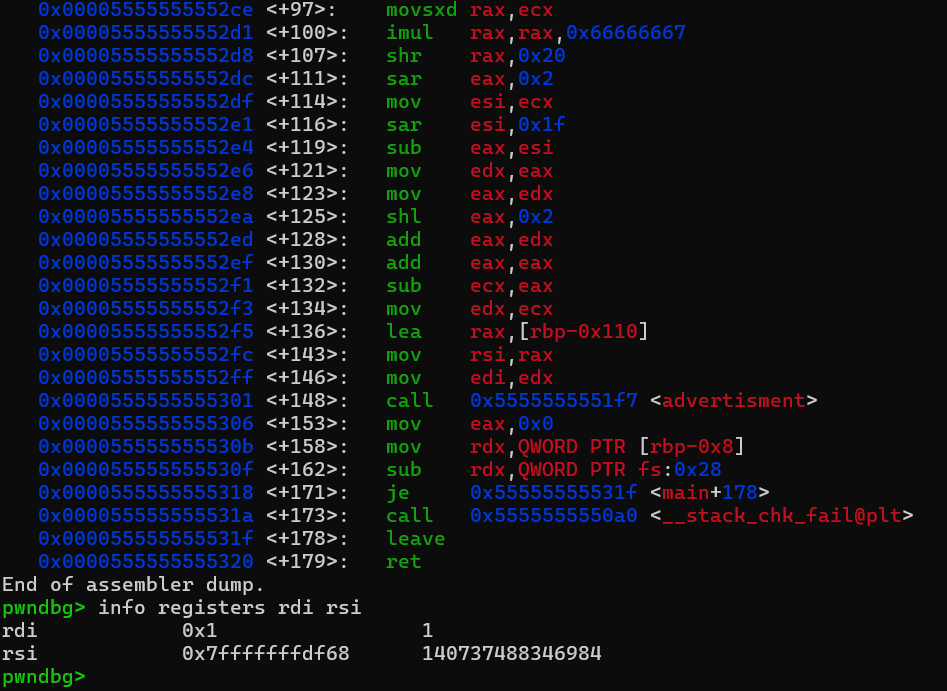 0x00005555555552ce <+97>:    movsxd rax,ecx
0x00005555555552d1 <+100>:   imul   rax,rax,0x66666667
0x00005555555552d8 <+107>:   shr    rax,0x20
0x00005555555552dc <+111>:   sar    eax,0x2
0x00005555555552df <+114>:   mov    esi,ecx
0x00005555555552e1 <+116>:   sar    esi,0x1f
0x00005555555552e4 <+119>:   sub    eax,esi
0x00005555555552e6 <+121>:   mov    edx,eax
0x00005555555552e8 <+123>:   mov    eax,edx
0x00005555555552ea <+125>:   shl    eax,0x2
0x00005555555552ed <+128>:   add    eax,edx
0x00005555555552ef <+130>:   add    eax,eax
0x00005555555552f1 <+132>:   sub    ecx,eax
0x00005555555552f3 <+134>:   mov    edx,ecx
0x00005555555552f5 <+136>:   lea    rax,[rbp-0x110]
0x00005555555552fc <+143>:   mov    rsi,rax
0x00005555555552ff <+146>:   mov    edi,edx
0x0000555555555301 <+148>:   call   0x5555555551f7 <advertisment>
0x0000555555555306 <+153>:   mov    eax,0x0
0x000055555555530b <+158>:   mov    rdx,QWORD PTR [rbp-0x8]
0x000055555555530f <+162>:   sub    rdx,QWORD PTR fs:0x28
0x0000555555555318 <+171>:   je     0x55555555531f <main+178>
0x000055555555531a <+173>:   call   0x5555555550a0 <__stack_chk_fail@plt>
0x000055555555531f <+178>:   leave
0x0000555555555320 <+179>:   ret
End of assembler dump.
pwndbg> info registers rdi rsi
rdi            0x1                 1
rsi            0x7fffffffdf68      140737488346984
pwndbg>